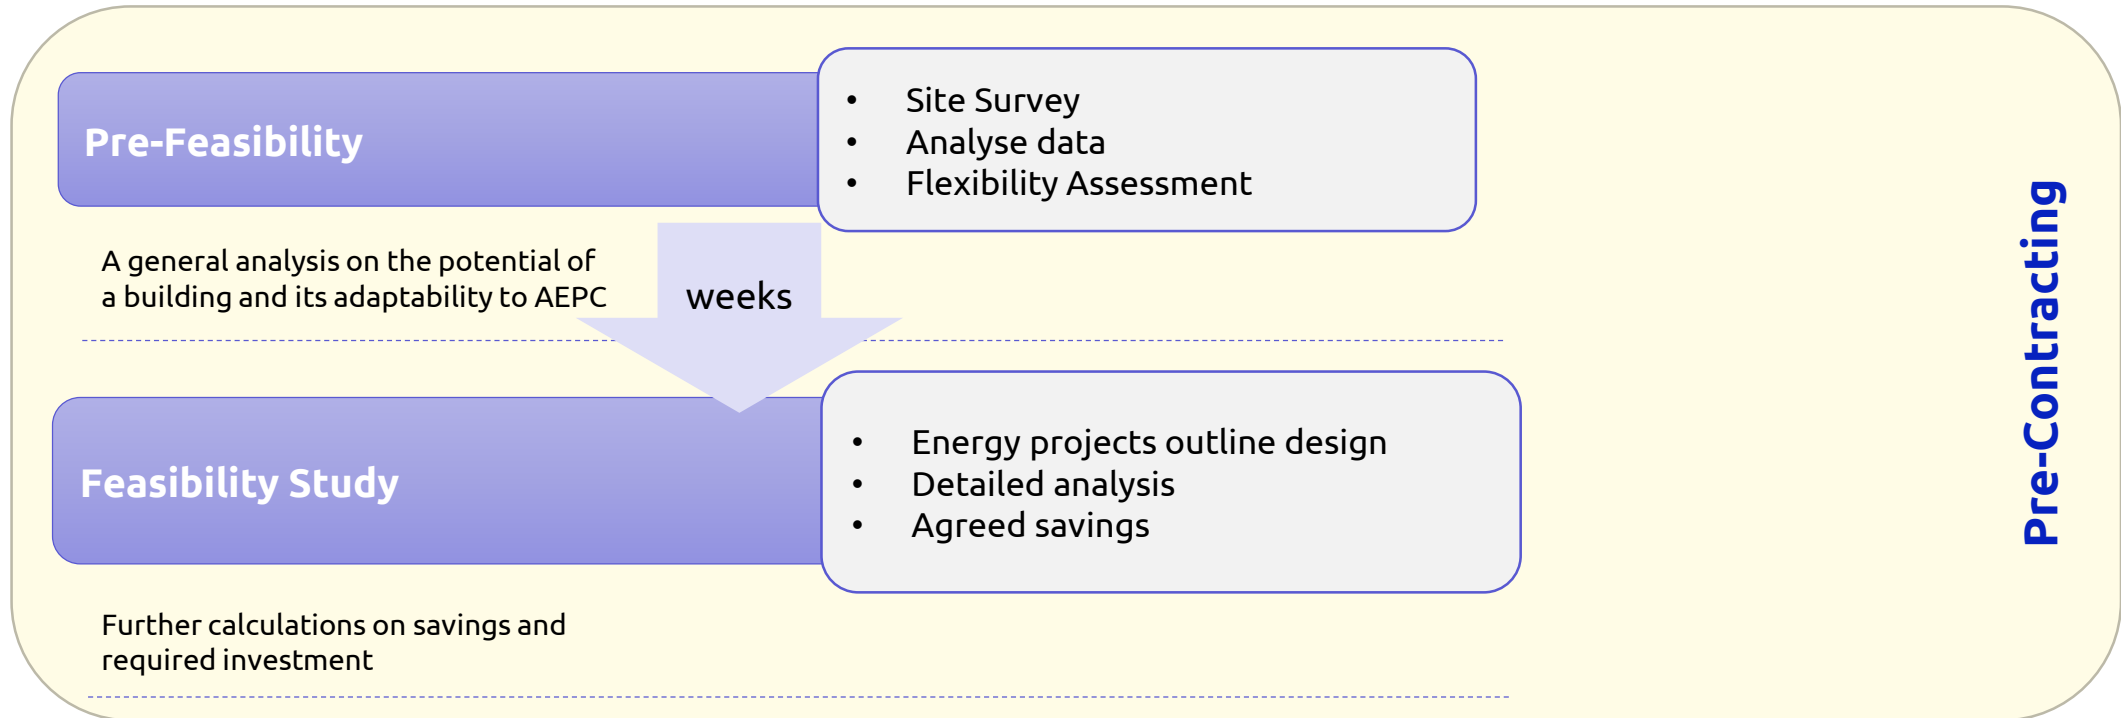 Pre-Feasibility
• Site Survey
• Analyse data
• Flexibility Assessment
A general analysis on the potential of
a building and its adaptability to AEPC
weeks
Feasibility Study
• Energy projects outline design
• Detailed analysis
• Agreed savings
Further calculations on savings and
required investment
Pre-Contracting